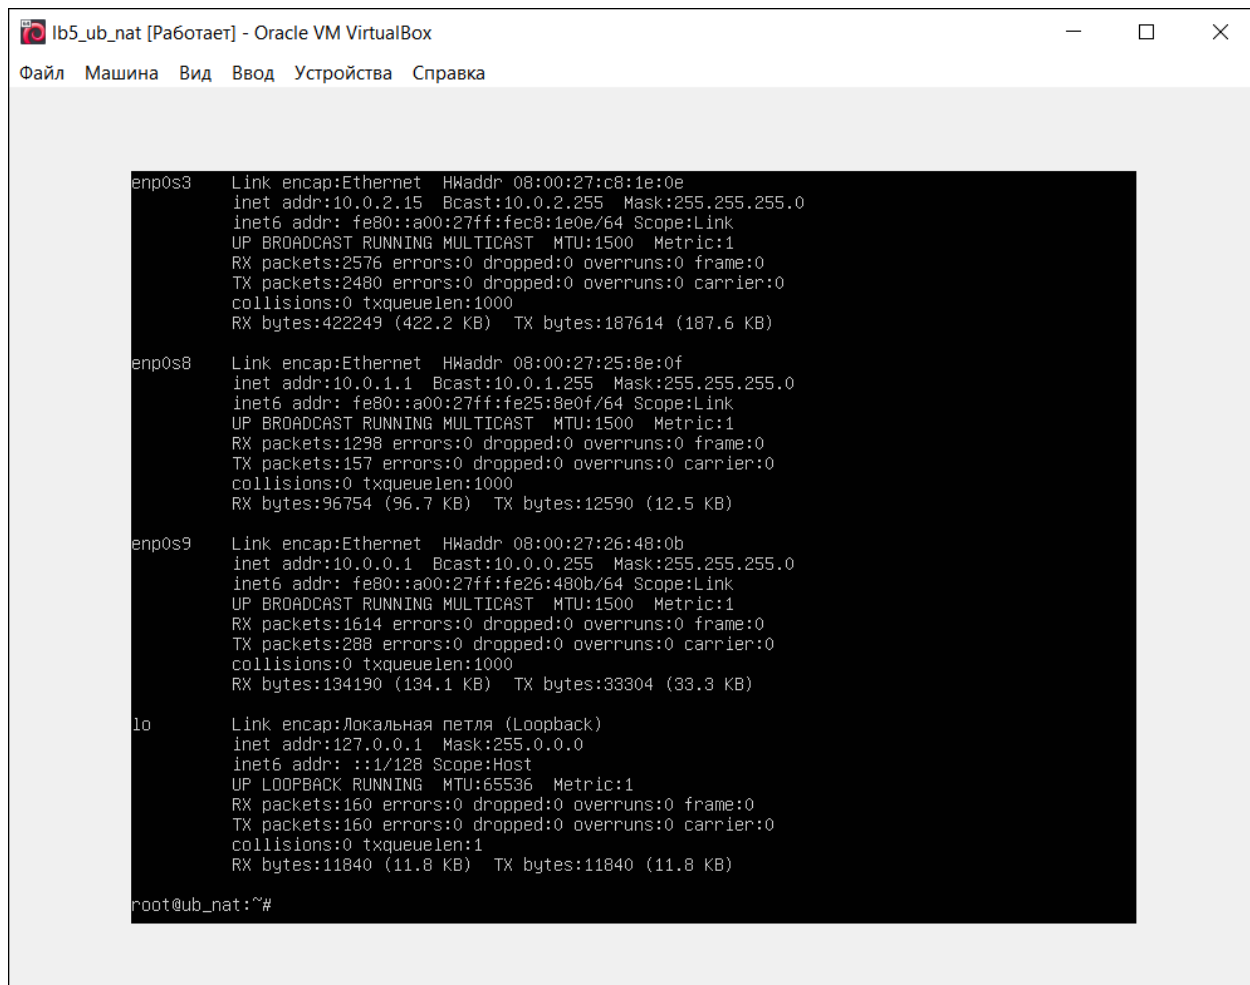 lb5_ub_nat [Работает] - Oracle VM VirtualBox
Файл Машина Вид Ввод Устройства Справка
enp0s3 Link encap:Ethernet HWaddr 08:00:27:c8:1e:0e
inet addr:10.0.2.15 Bcast:10.0.2.255 Mask:255.255.255.0
inet6 addr: fe80::a00:27ff:fec8:1e0e/64 Scope:Link
UP BROADCAST RUNNING MULTICAST MTU:1500 Metric:1
RX packets:2576 errors:0 dropped:0 overruns:0 frame:0
TX packets:2480 errors:0 dropped:0 overruns:0 carrier:0
collisions:0 txqueuelen:1000
RX bytes:422249 (422.2 KB) TX bytes:187614 (187.6 KB)
enp0s8 Link encap:Ethernet HWaddr 08:00:27:25:8e:0f
inet addr:10.0.1.1 Bcast:10.0.1.255 Mask:255.255.255.0
inet6 addr: fe80::a00:27ff:fe25:8e0f/64 Scope:Link
UP BROADCAST RUNNING MULTICAST MTU:1500 Metric:1
RX packets:1298 errors:0 dropped:0 overruns:0 frame:0
TX packets:157 errors:0 dropped:0 overruns:0 carrier:0
collisions:0 txqueuelen:1000
RX bytes:96754 (96.7 KB) TX bytes:12590 (12.5 KB)
enp0s9 Link encap:Ethernet HWaddr 08:00:27:26:48:0b
inet addr:10.0.0.1 Bcast:10.0.0.255 Mask:255.255.255.0
inet6 addr: fe80::a00:27ff:fe26:480b/64 Scope:Link
UP BROADCAST RUNNING MULTICAST MTU:1500 Metric:1
RX packets:1614 errors:0 dropped:0 overruns:0 frame:0
TX packets:288 errors:0 dropped:0 overruns:0 carrier:0
collisions:0 txqueuelen:1000
RX bytes:134190 (134.1 KB) TX bytes:33304 (33.3 KB)
lo Link encap:Локальная петля (Loopback)
inet addr:127.0.0.1 Mask:255.0.0.0
inet6 addr: ::1/128 Scope:Host
UP LOOPBACK RUNNING MTU:65536 Metric:1
RX packets:160 errors:0 dropped:0 overruns:0 frame:0
TX packets:160 errors:0 dropped:0 overruns:0 carrier:0
collisions:0 txqueuelen:1
RX bytes:11840 (11.8 KB) TX bytes:11840 (11.8 KB)
root@ub_nat:~#